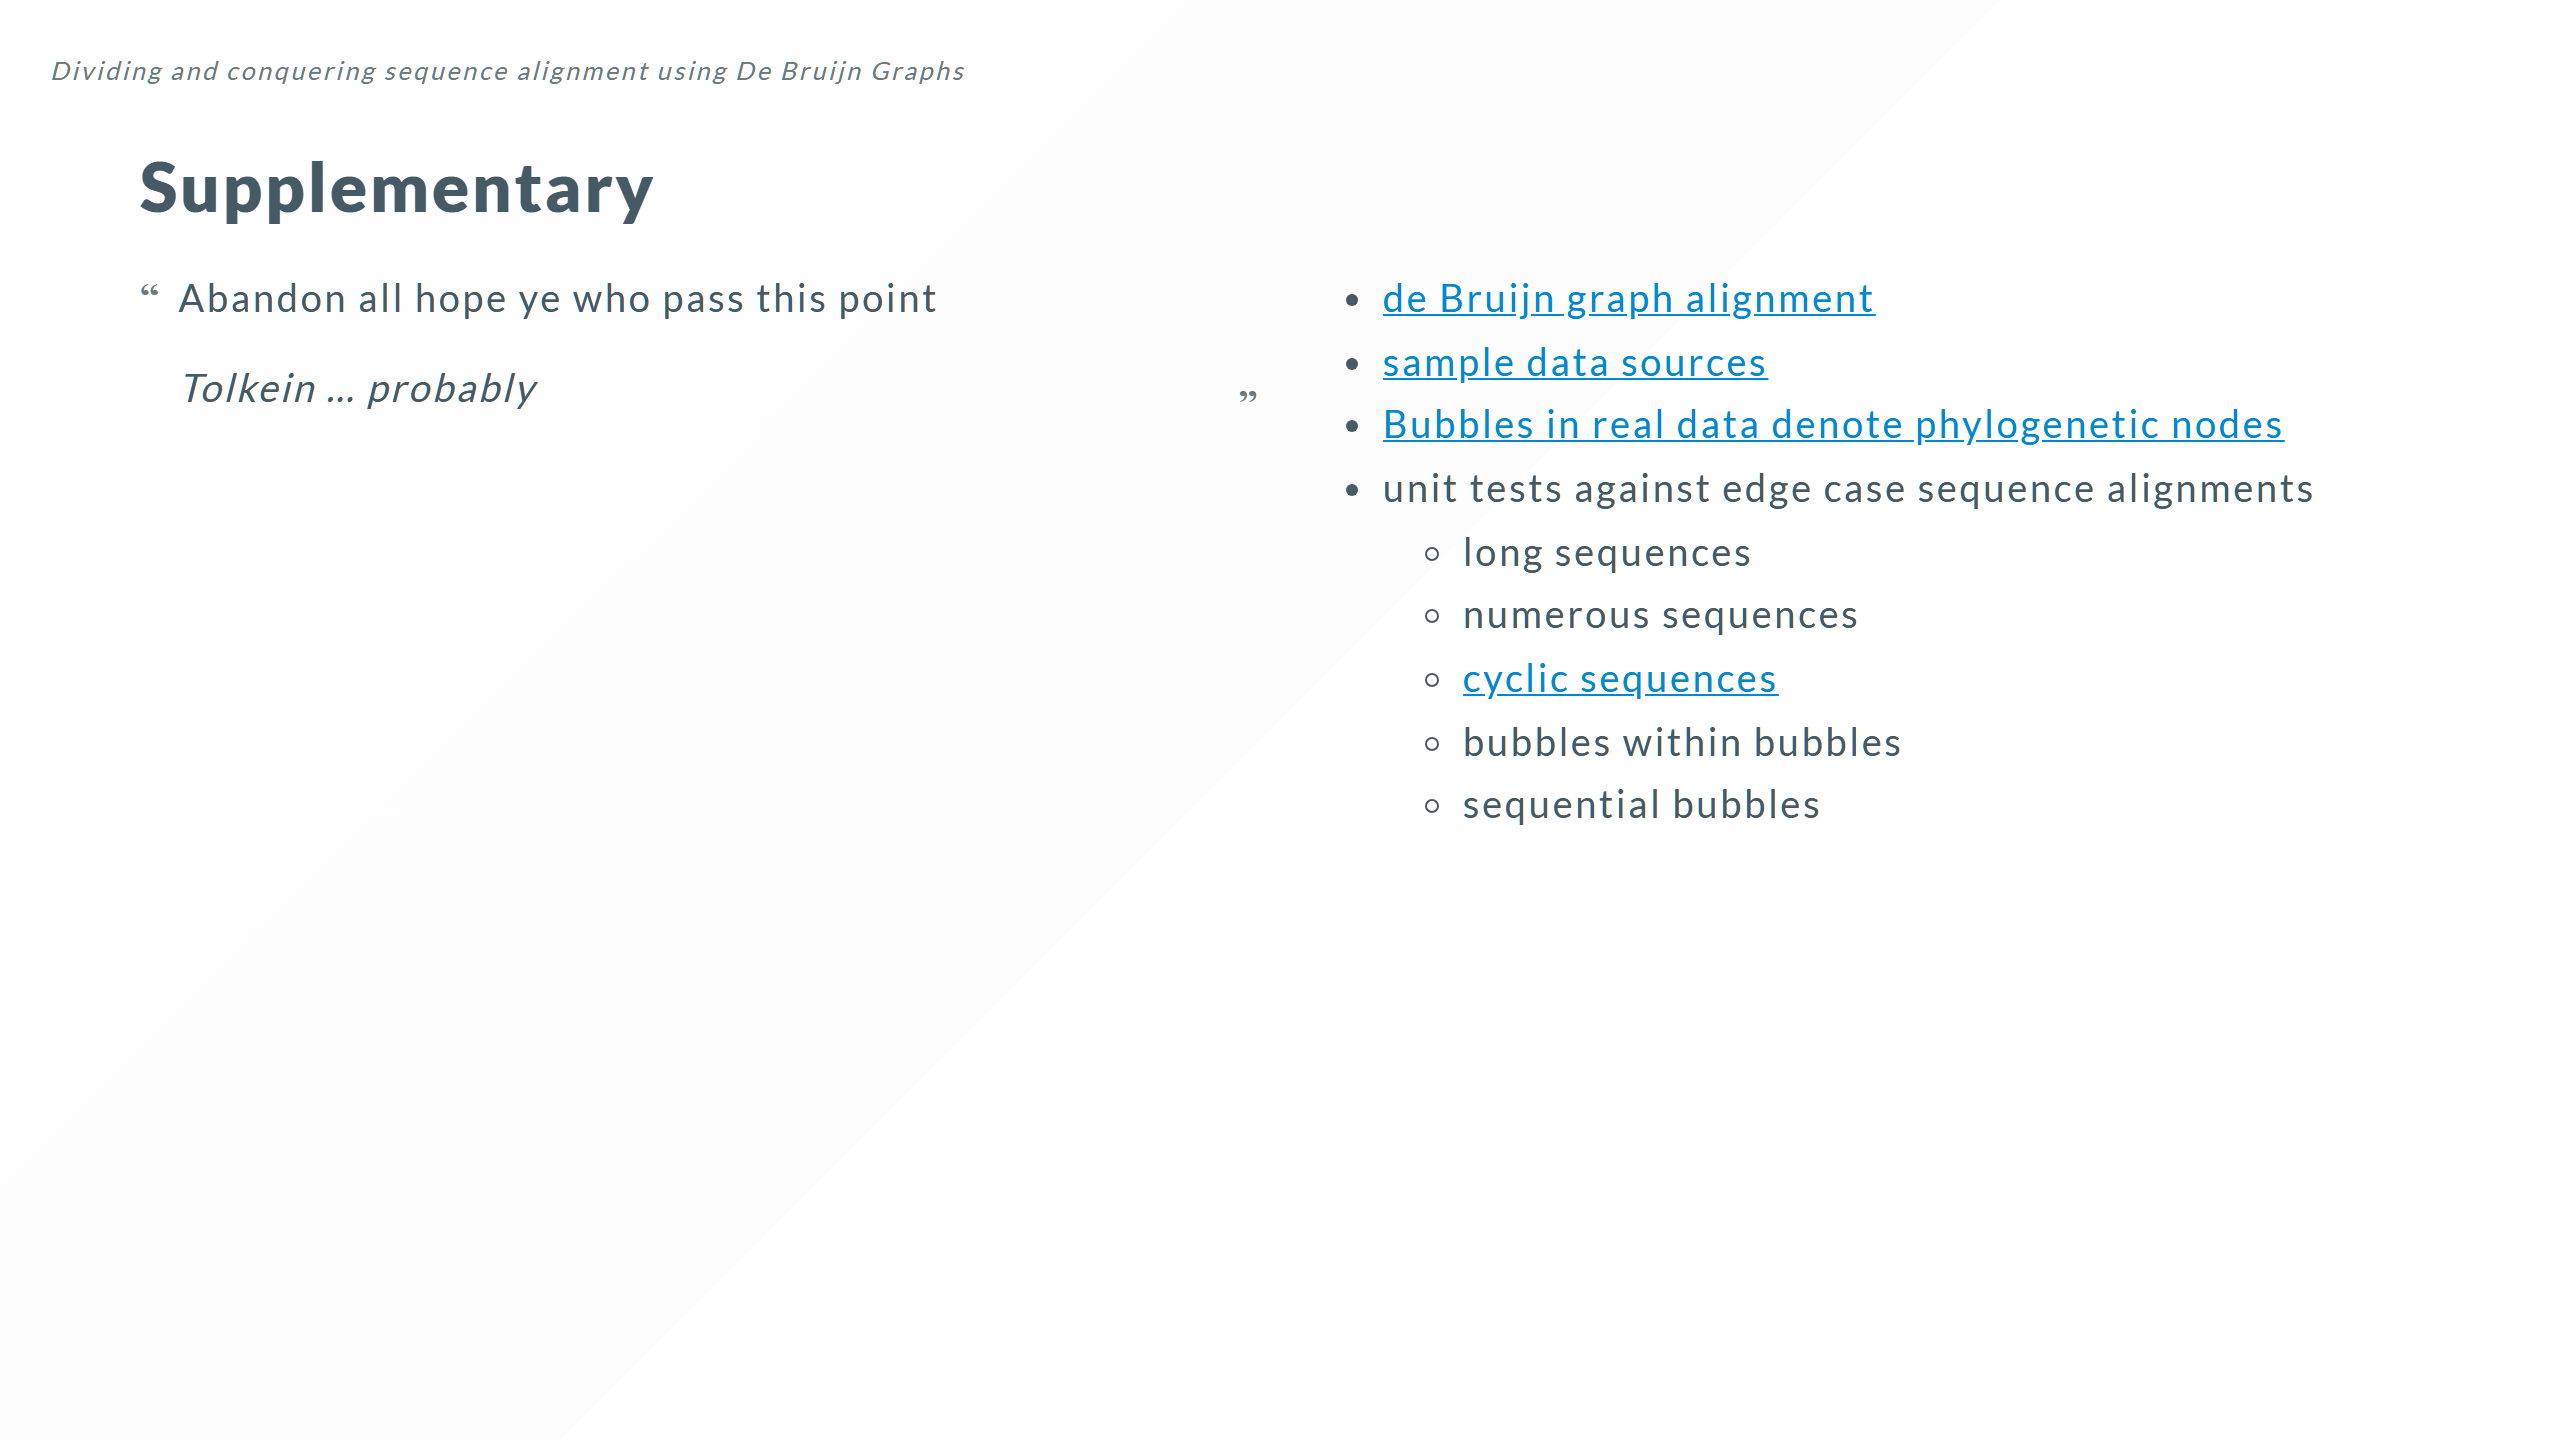 Dividing and conquering sequence alignment using De Bruijn Graphs
Supplementary
“ Abandon all hope ye who pass this point
Tolkein ... probably ”
• de Bruijn graph alignment
• sample data sources
• Bubbles in real data denote phylogenetic nodes
• unit tests against edge case sequence alignments
◦ long sequences
◦ numerous sequences
◦ cyclic sequences
◦ bubbles within bubbles
◦ sequential bubbles